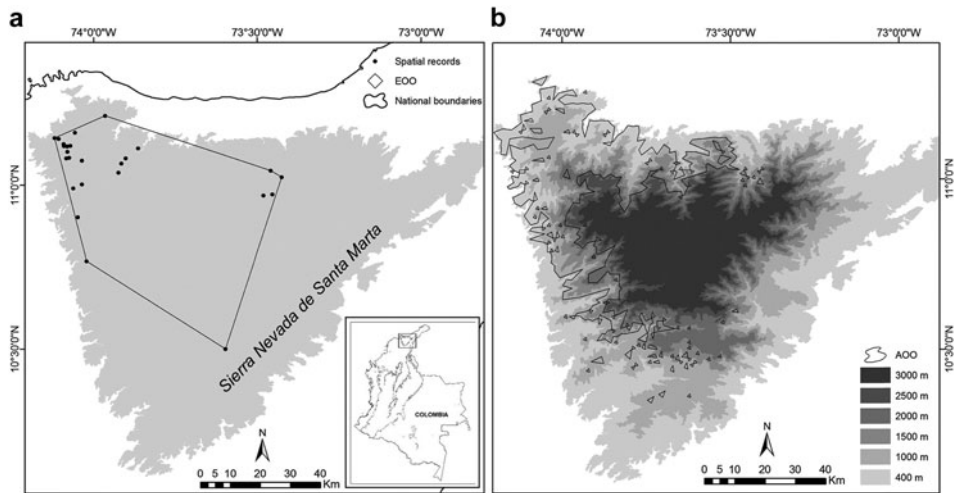 a
74°0'0"W 73°30'0"W 73°0'0"W
Spatial records
EOO
National boundaries
11°0'0"N
10°30'0"N
Sierra Nevada de Santa Marta
COLOMBIA
N
0 5 10 20 30 40
Km
b
74°0'0"W 73°30'0"W 73°0'0"W
11°0'0"N
10°30'0"N
AOO
3000 m
2500 m
2000 m
1500 m
1000 m
400 m
N
0 5 10 20 30 40
Km